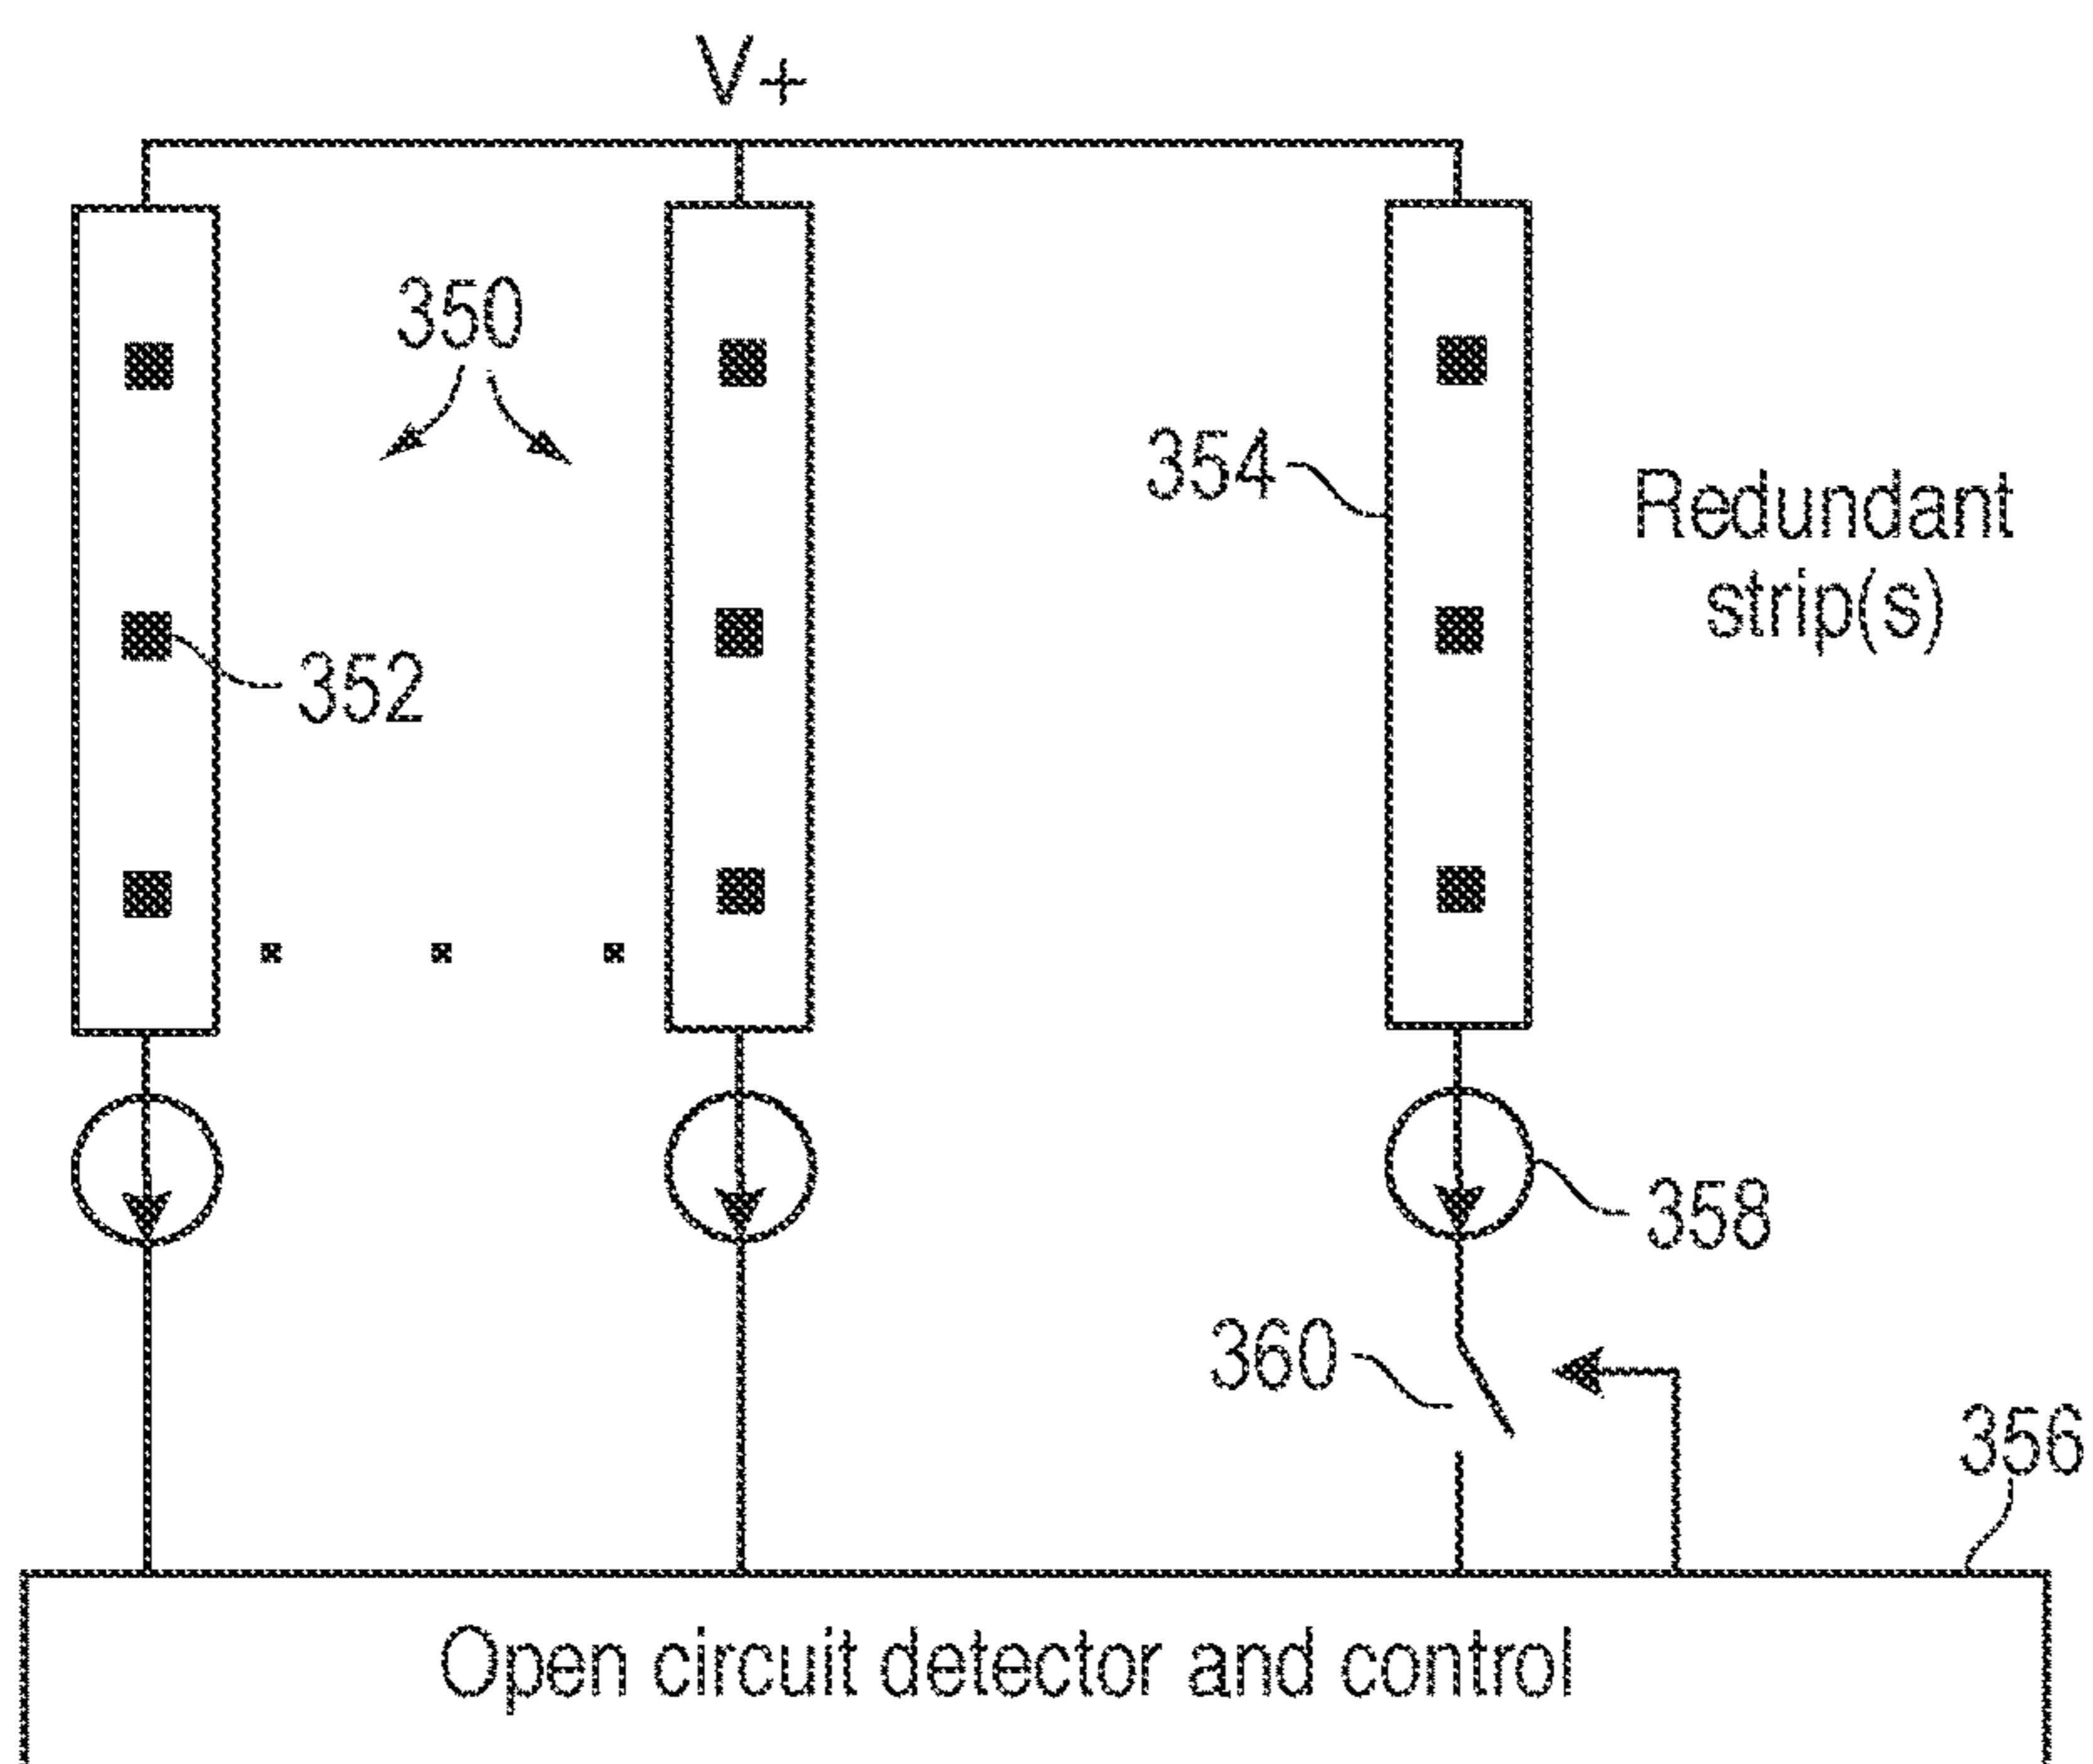 V+
350
354
Redundant
strip(s)
352
358
360
356
Open circuit detector and control